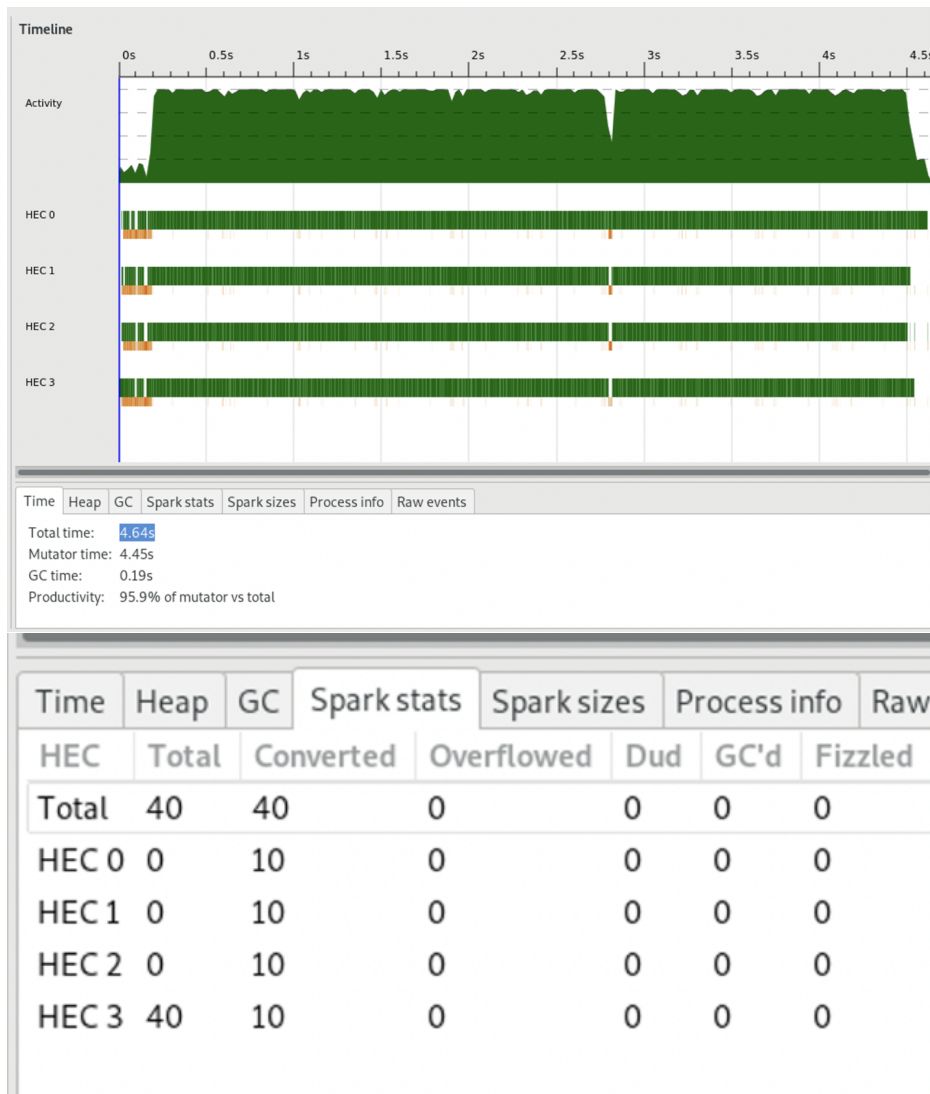 Timeline
0s 0.5s 1s 1.5s 2s 2.5s 3s 3.5s 4s 4.5s
Activity
HEC 0
HEC 1
HEC 2
HEC 3
Time Heap GC Spark stats Spark sizes Process info Raw events
Total time: 4.64s
Mutator time: 4.45s
GC time: 0.19s
Productivity: 95.9% of mutator vs total
Time Heap GC Spark stats Spark sizes Process info Raw
HEC Total Converted Overflowed Dud GC'd Fizzled
Total 40 40 0 0 0 0
HEC 0 0 10 0 0 0 0
HEC 1 0 10 0 0 0 0
HEC 2 0 10 0 0 0 0
HEC 3 40 10 0 0 0 0